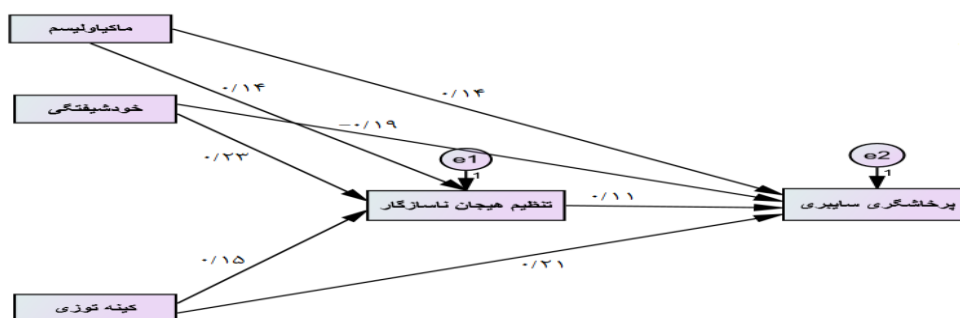 ماکیاولیسم
۰/۱۴
۰/۱۴
خودشیفتگی
-۰/۱۹
۰/۲۳
e1
1
e2
1
تنظیم هیجان ناسازگار
۰/۱۱
پرخاشگری سایبری
۰/۱۵
۰/۲۱
کینه توزی